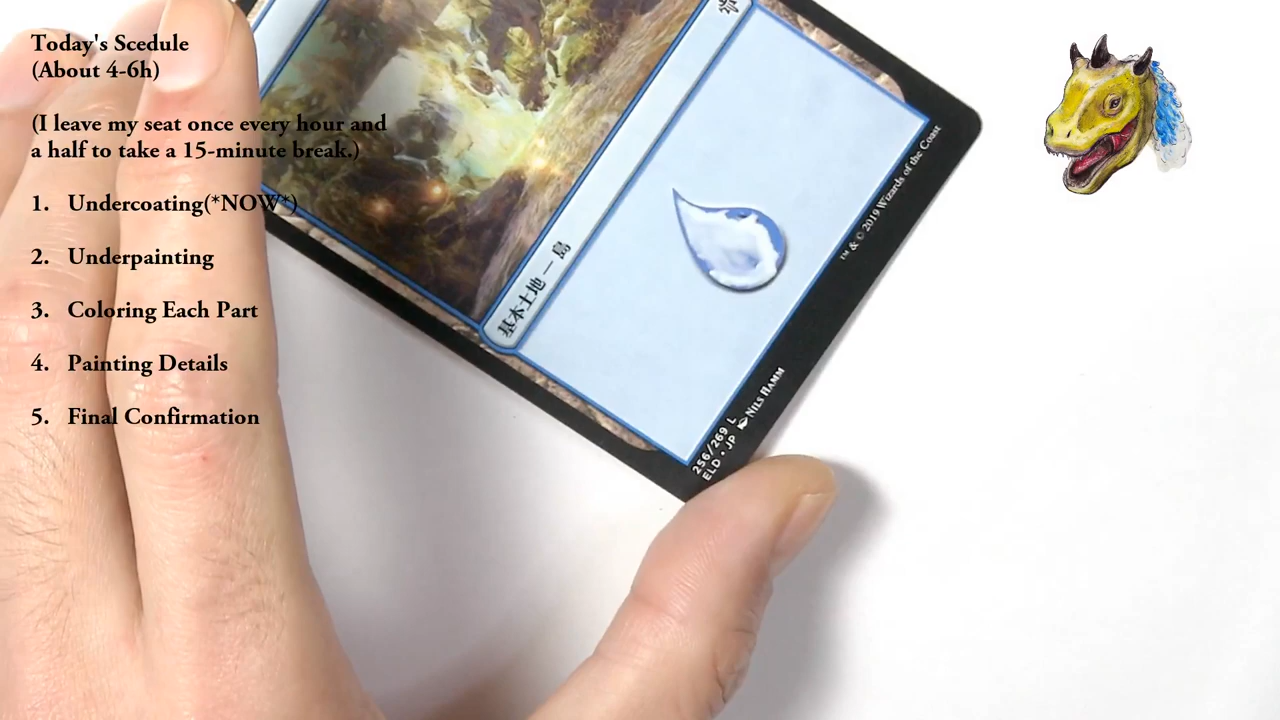 Today's Scedule
(About 4-6h)
(I leave my seat once every hour and
a half to take a 15-minute break.)
1. Undercoating(*NOW*)
2. Underpainting
3. Coloring Each Part
4. Painting Details
5. Final Confirmation
基本土地 — 島
256/269 L
ELD • JP NILS HAMM
™ & © 2019 Wizards of the Coast